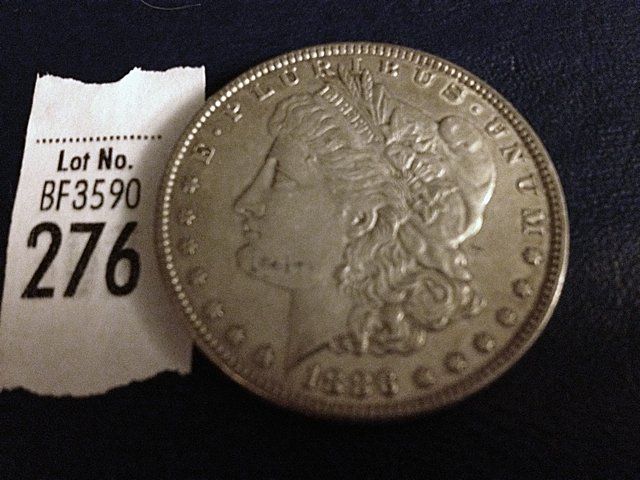 Lot No.
BF3590
276
E·PLURIBUS·UNUM
LIBERTY